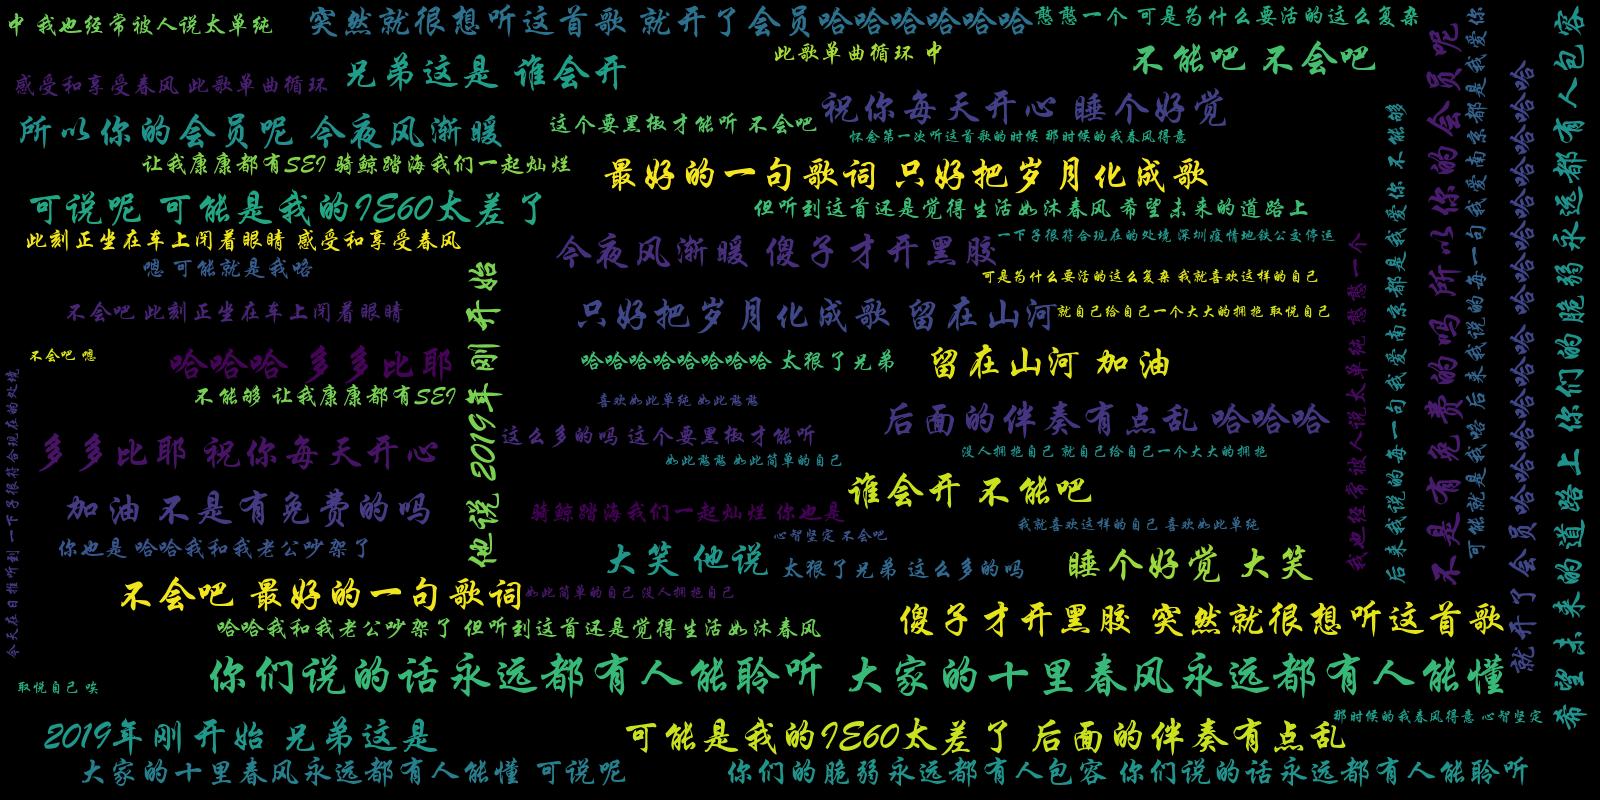 中 我也经常被人说太单纯
突然就很想听这首歌 就开了会员哈哈哈哈哈哈
憨憨一个 可是为什么要活的这么复杂
此歌单曲循环 中
不能吧 不会吧
感受和享受春风 此歌单曲循环
兄弟这是 谁会开
祝你每天开心 睡个好觉
所以你的会员呢 今夜风渐暖
这个要黑椒才能听 不会吧
怀念第一次听这首歌的时候 那时候的我春风得意
让我康康都有SEI 骑鲸踏海我们一起灿烂
最好的一句歌词 只好把岁月化成歌
可说呢 可能是我的IE60太差了
但听到这首还是觉得生活如沐春风 希望未来的道路上
此刻正坐在车上闭着眼睛 感受和享受春风
今夜风渐暖 傻子才开黑胶
一下子很符合现在的处境 深圳疫情地铁公交停运
嗯 可能就是我咯
可是为什么要活的这么复杂 我就喜欢这样的自己
不会吧 此刻正坐在车上闭着眼睛
只好把岁月化成歌 留在山河
就自己给自己一个大大的拥抱 取悦自己
不会吧 嗯
哈哈哈 多多比耶
哈哈哈哈哈哈哈哈 太狠了兄弟
留在山河 加油
不能够 让我康康都有SEI
喜欢如此单纯 如此憨憨
后面的伴奏有点乱 哈哈哈
多多比耶 祝你每天开心
这么多的吗 这个要黑椒才能听
如此憨憨 如此简单的自己
没人拥抱自己 就自己给自己一个大大的拥抱
谁会开 不能吧
加油 不是有免费的吗
骑鲸踏海我们一起灿烂 你也是
我就喜欢这样的自己 喜欢如此单纯
你也是 哈哈我和我老公吵架了
心智坚定 不会吧
大笑 他说
太狠了兄弟 这么多的吗
睡个好觉 大笑
不会吧 最好的一句歌词
如此简单的自己 没人拥抱自己
傻子才开黑胶 突然就很想听这首歌
哈哈我和我老公吵架了 但听到这首还是觉得生活如沐春风
你们说的话永远都有人能聆听 大家的十里春风永远都有人能懂
取悦自己 唉
那时候的我春风得意 心智坚定
2019年刚开始 兄弟这是
可能是我的IE60太差了 后面的伴奏有点乱
大家的十里春风永远都有人能懂 可说呢
你们的脆弱永远都有人包容 你们说的话永远都有人能聆听
今天在日推听到 一下子很符合现在的处境
他说 2019年刚开始
我也经常被人说太单纯 憨憨一个
后来我说的每一句我爱南京都是我爱你 不能够
不是有免费的吗 所以你的会员呢
可能就是我咯 后来我说的每一句我爱南京都是我爱你
就开了会员哈哈哈哈哈哈 哈哈哈哈哈哈哈哈
希望未来的道路上 你们的脆弱永远都有人包容